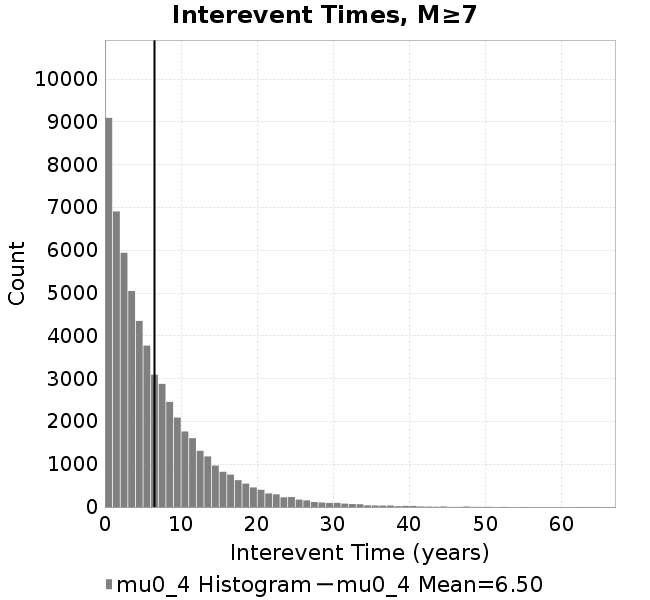 Interevent Times, M≥7
Count
10000
9000
8000
7000
6000
5000
4000
3000
2000
1000
0
0 10 20 30 40 50 60
Interevent Time (years)
mu0_4 Histogram mu0_4 Mean=6.50